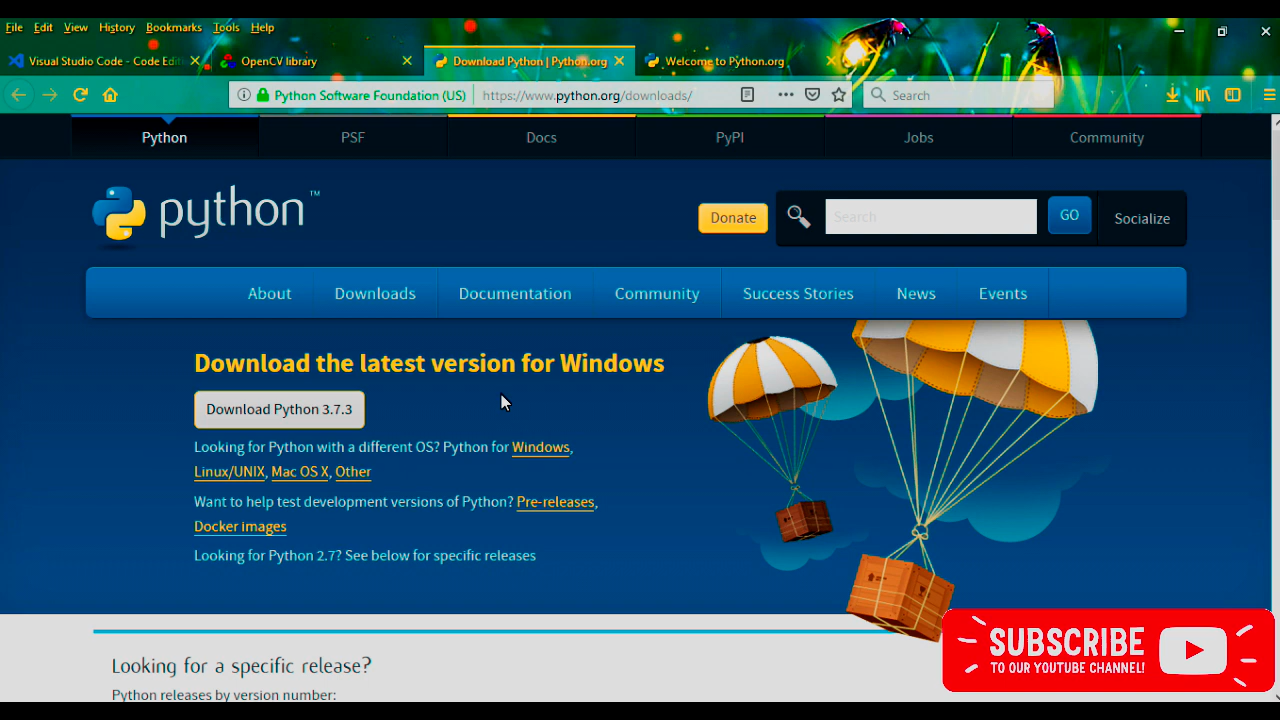 File Edit View History Bookmarks Tools Help
Visual Studio Code - Code Edit
OpenCV library
Download Python | Python.org
Welcome to Python.org
Python Software Foundation (US)
https://www.python.org/downloads/
Search
Python
PSF
Docs
PyPI
Jobs
Community
python™
Donate
Search
GO
Socialize
About
Downloads
Documentation
Community
Success Stories
News
Events
Download the latest version for Windows
Download Python 3.7.3
Looking for Python with a different OS? Python for Windows,
Linux/UNIX, Mac OS X, Other
Want to help test development versions of Python? Pre-releases,
Docker images
Looking for Python 2.7? See below for specific releases
Looking for a specific release?
Python releases by version number:
SUBSCRIBE
TO OUR YOUTUBE CHANNEL!